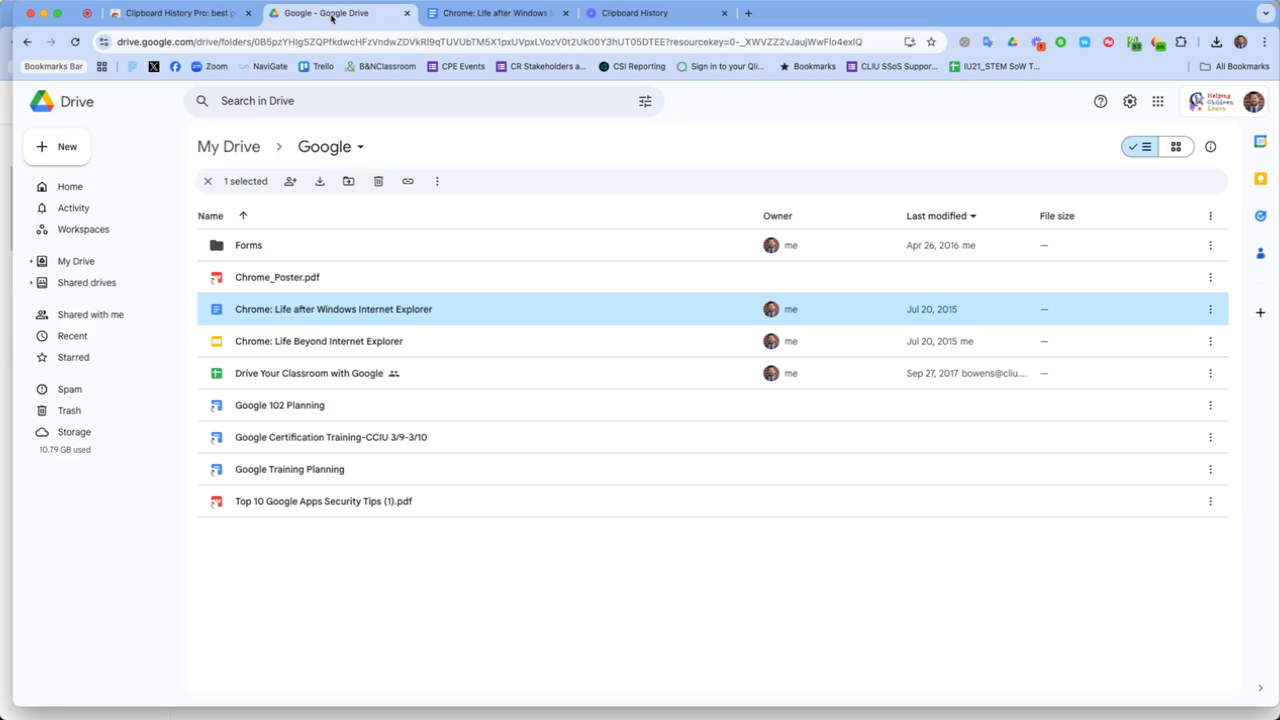 Clipboard History Pro: best p
Google - Google Drive
Chrome: Life after Windows I
Clipboard History
drive.google.com/drive/folders/0B5pzYHlgSZQPfkdwcHFzVndwZDVkRl9qTUVUbTM5X1pxUVpxLVozV0t2Uk00Y3hUT05DTEE?resourcekey=0-_XWVZZ2vJaujWwFlo4exlQ
Bookmarks Bar
Zoom
NaviGate
Trello
B&NClassroom
CPE Events
CR Stakeholders a...
CSI Reporting
Sign in to your Qli...
Bookmarks
CLIU SSoS Suppor...
IU21_STEM SoW T...
All Bookmarks
Drive
Search in Drive
Helping
Children
Learn
New
My Drive
Google
1 selected
Home
Activity
Workspaces
My Drive
Shared drives
Shared with me
Recent
Starred
Spam
Trash
Storage
10.79 GB used
Name Owner Last modified File size
Forms me Apr 26, 2016 me —
Chrome_Poster.pdf
Chrome: Life after Windows Internet Explorer me Jul 20, 2015 —
Chrome: Life Beyond Internet Explorer me Jul 20, 2015 me —
Drive Your Classroom with Google me Sep 27, 2017 bowens@cliu.... —
Google 102 Planning
Google Certification Training-CCIU 3/9-3/10
Google Training Planning
Top 10 Google Apps Security Tips (1).pdf